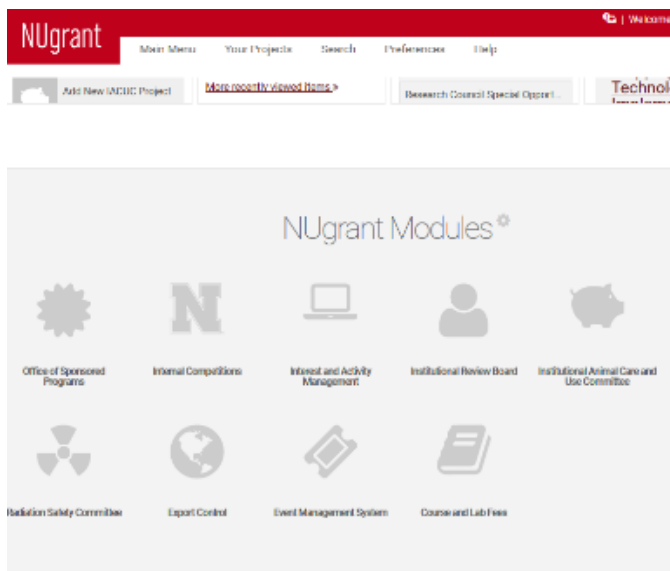 NUgrant
| Welcome
Main Menu Your Projects Search Preferences Help
Add New IACUC Project
More recently viewed items »
Research Council Special Opport...
Technol
NUgrant Modules
N
Office of Sponsored
Programs
Internal Competitions
Interest and Activity
Management
Institutional Review Board
Institutional Animal Care and
Use Committee
Radiation Safety Committee
Export Control
Event Management System
Course and Lab Fees